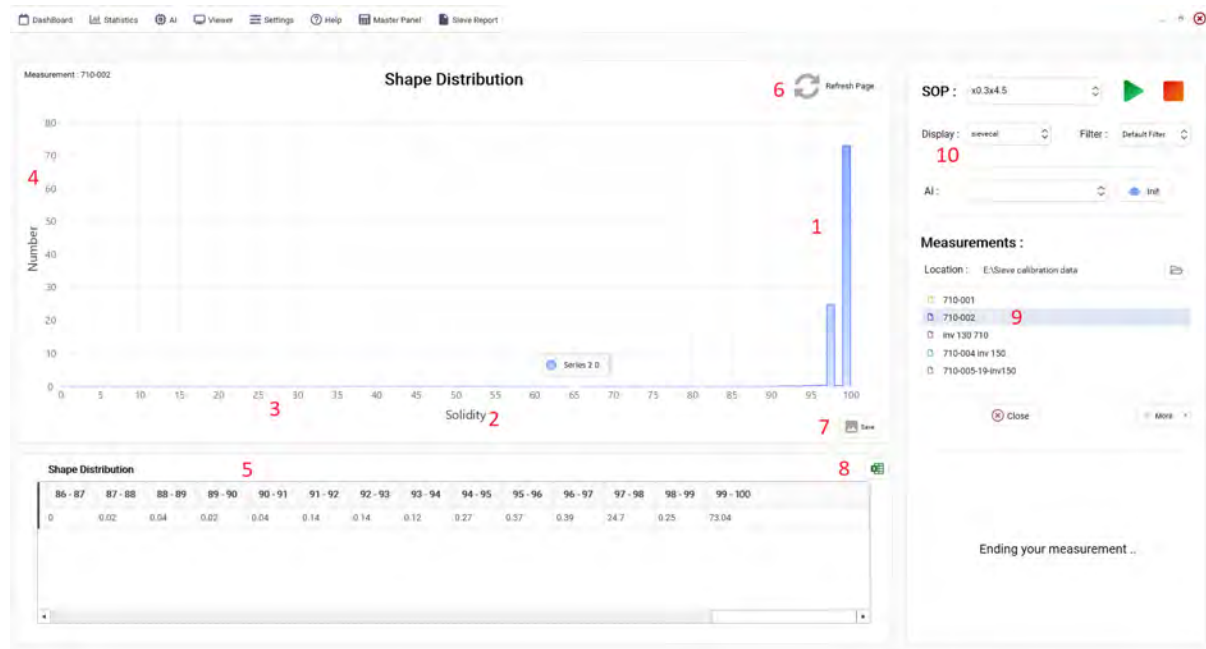 Dashboard Statistics AI Viewer Settings Help Master Panel Sieve Report
Measurement : 710-002
Shape Distribution
6 Refresh Page
80
70
4
60
50
40
30
20
10
0
Number
1
Series 2 0
0 5 10 15 20 25 30 35 40 45 50 55 60 65 70 75 80 85 90 95 100
3
Solidity 2
7 Save
Shape Distribution 5 8
86 - 87 87 - 88 88 - 89 89 - 90 90 - 91 91 - 92 92 - 93 93 - 94 94 - 95 95 - 96 96 - 97 97 - 98 98 - 99 99 - 100
0 0.02 0.04 0.02 0.04 0.14 0.14 0.12 0.27 0.57 0.39 24.7 0.25 73.04
SOP : x0.3x4.5
Display : sievecal Filter : Default Filter
10
AI : Init
Measurements :
Location : E:\Sieve calibration data
710-001
710-002 9
inv 130 710
710-004 inv 150
710-005-19-inv150
Close More
Ending your measurement ..